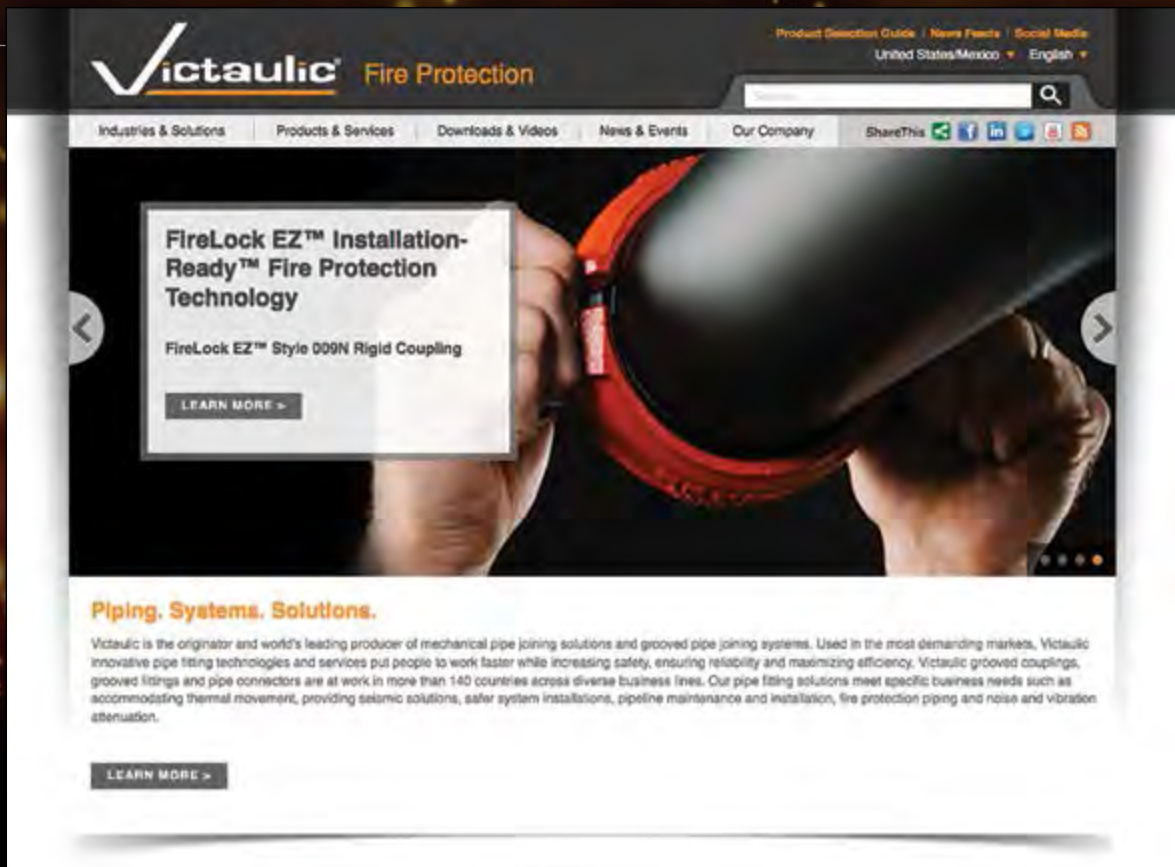 Product Selection Guide | News Feeds | Social Media
United States/Mexico English
Victaulic® Fire Protection
Search
Industries & Solutions Products & Services Downloads & Videos News & Events Our Company ShareThis
FireLock EZ™ Installation-
Ready™ Fire Protection
Technology
FireLock EZ™ Style 009N Rigid Coupling
LEARN MORE >
Piping. Systems. Solutions.
Victaulic is the originator and world's leading producer of mechanical pipe joining solutions and grooved pipe joining systems. Used in the most demanding markets, Victaulic
innovative pipe fitting technologies and services put people to work faster while increasing safety, ensuring reliability and maximizing efficiency. Victaulic grooved couplings,
grooved fittings and pipe connectors are at work in more than 140 countries across diverse business lines. Our pipe fitting solutions meet specific business needs such as
accommodating thermal movement, providing seismic solutions, safer system installations, pipeline maintenance and installation, fire protection piping and noise and vibration
attenuation.
LEARN MORE >